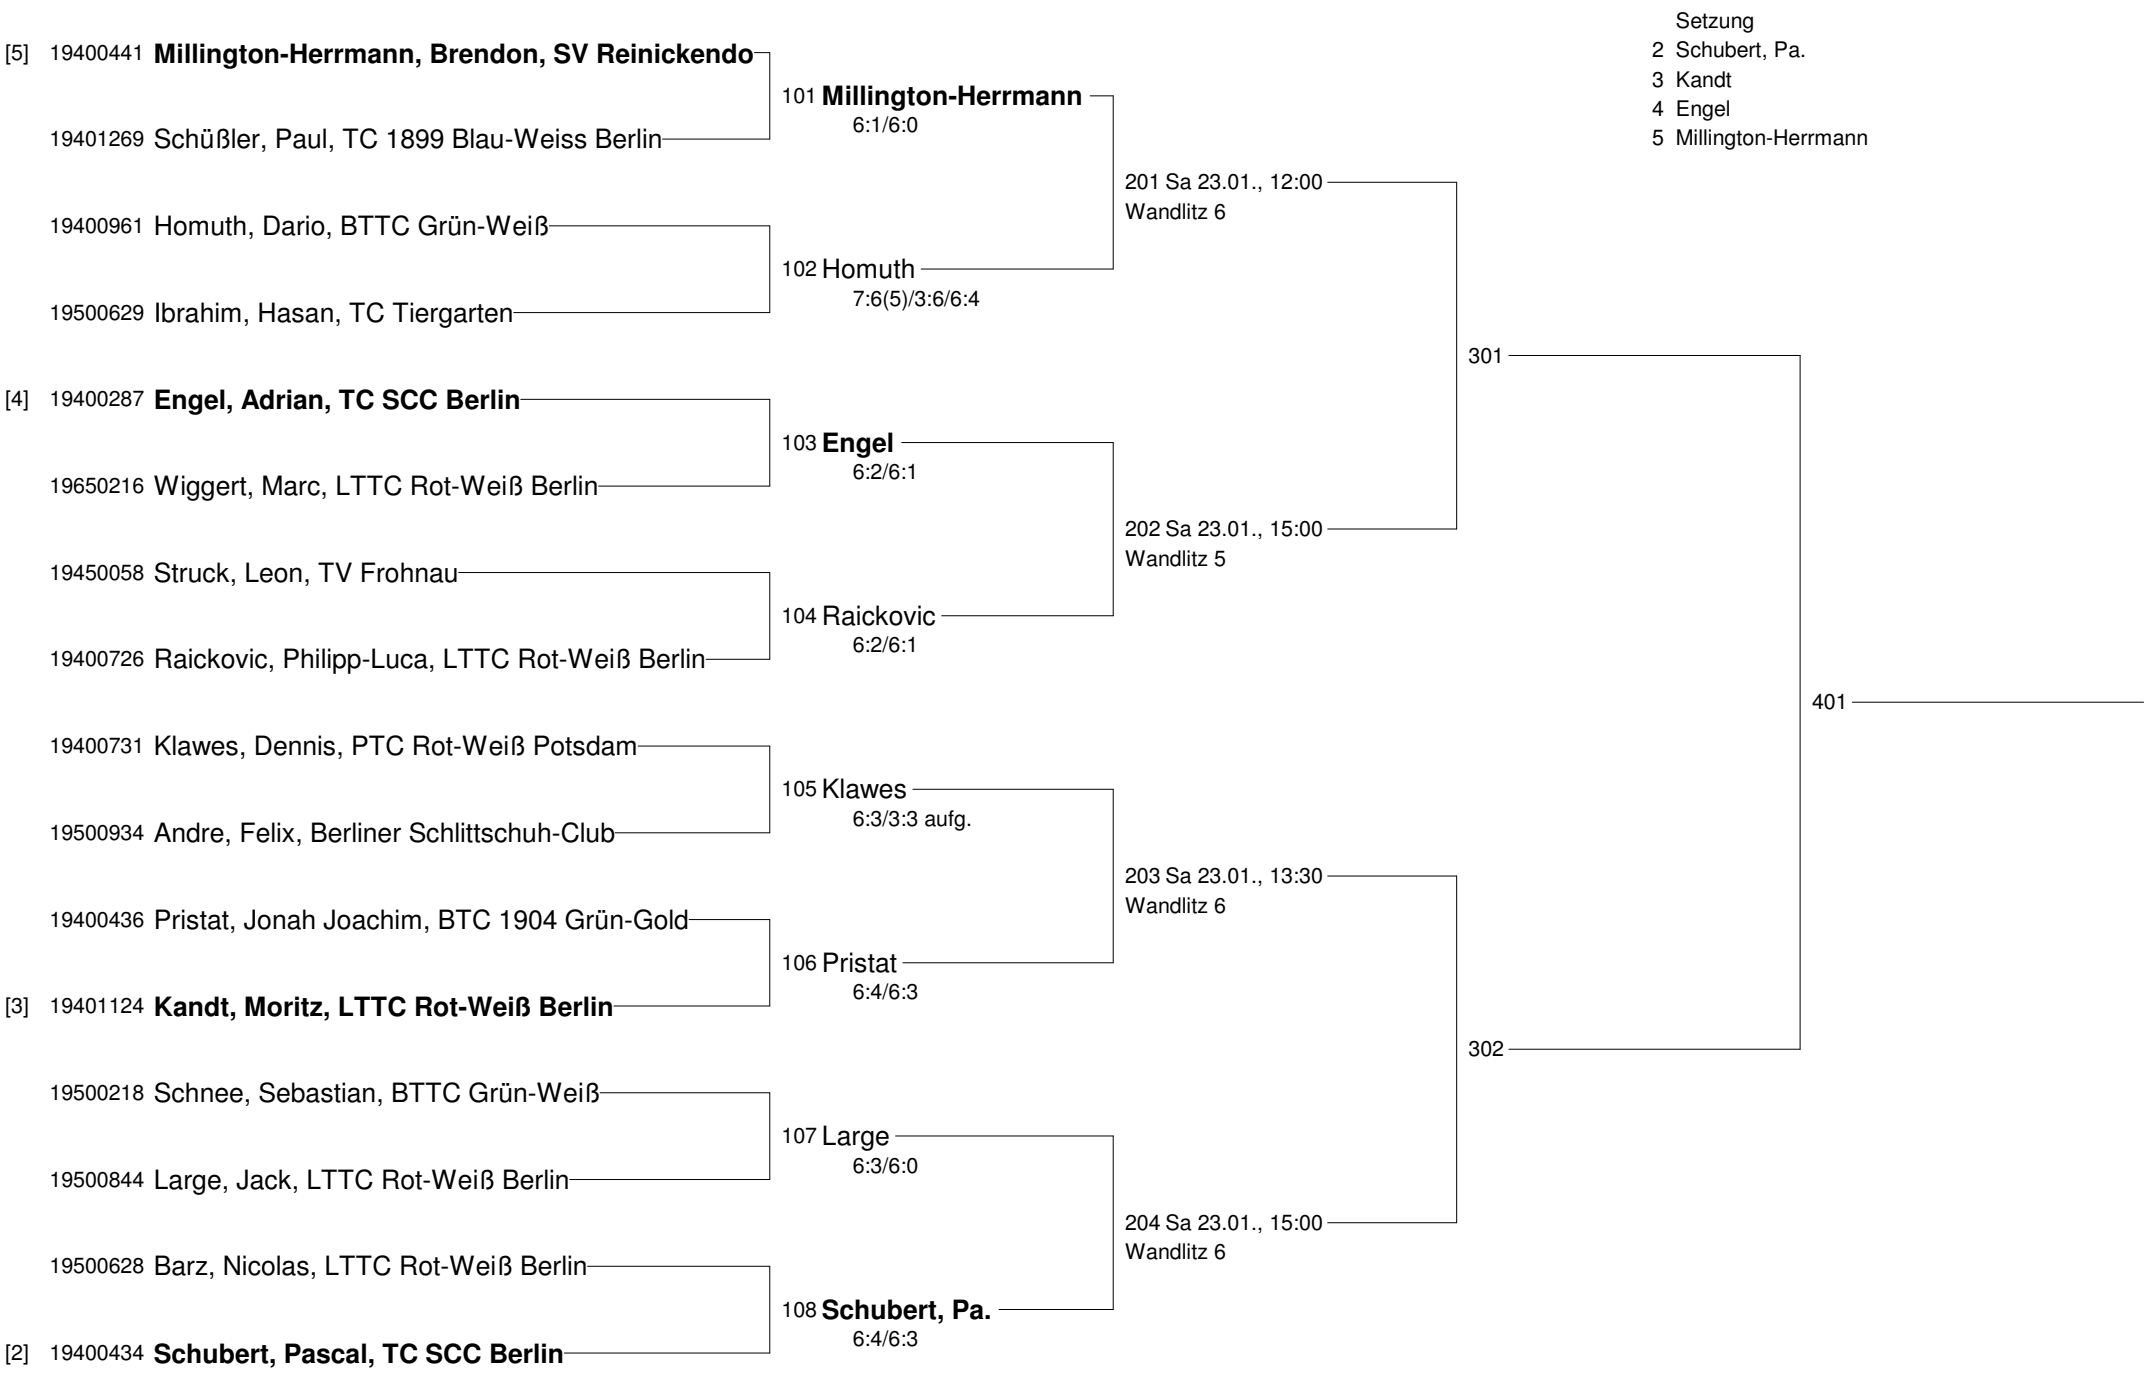 Setzung
2 Schubert, Pa.
3 Kandt
4 Engel
5 Millington-Herrmann
[5] 19400441 Millington-Herrmann, Brendon, SV Reinickendo
101 Millington-Herrmann
6:1/6:0
19401269 Schüßler, Paul, TC 1899 Blau-Weiss Berlin
201 Sa 23.01., 12:00
Wandlitz 6
19400961 Homuth, Dario, BTTC Grün-Weiß
102 Homuth
7:6(5)/3:6/6:4
19500629 Ibrahim, Hasan, TC Tiergarten
301
[4] 19400287 Engel, Adrian, TC SCC Berlin
103 Engel
6:2/6:1
19650216 Wiggert, Marc, LTTC Rot-Weiß Berlin
202 Sa 23.01., 15:00
Wandlitz 5
19450058 Struck, Leon, TV Frohnau
104 Raickovic
6:2/6:1
19400726 Raickovic, Philipp-Luca, LTTC Rot-Weiß Berlin
401
19400731 Klawes, Dennis, PTC Rot-Weiß Potsdam
105 Klawes
6:3/3:3 aufg.
19500934 Andre, Felix, Berliner Schlittschuh-Club
203 Sa 23.01., 13:30
Wandlitz 6
19400436 Pristat, Jonah Joachim, BTC 1904 Grün-Gold
106 Pristat
6:4/6:3
[3] 19401124 Kandt, Moritz, LTTC Rot-Weiß Berlin
302
19500218 Schnee, Sebastian, BTTC Grün-Weiß
107 Large
6:3/6:0
19500844 Large, Jack, LTTC Rot-Weiß Berlin
204 Sa 23.01., 15:00
Wandlitz 6
19500628 Barz, Nicolas, LTTC Rot-Weiß Berlin
108 Schubert, Pa.
6:4/6:3
[2] 19400434 Schubert, Pascal, TC SCC Berlin